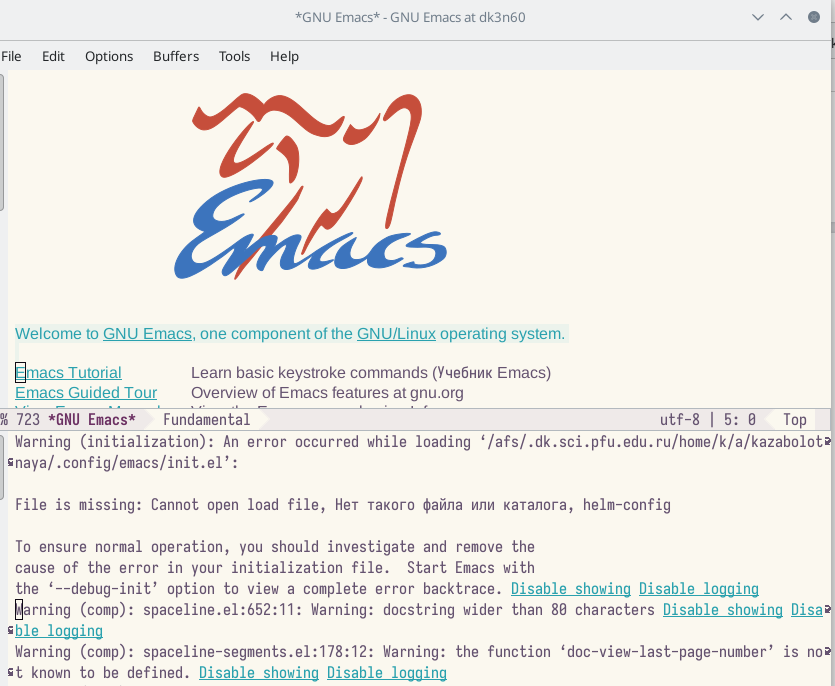 *GNU Emacs* - GNU Emacs at dk3n60
File Edit Options Buffers Tools Help
Emacs
Welcome to GNU Emacs, one component of the GNU/Linux operating system.
Emacs Tutorial Learn basic keystroke commands (Учебник Emacs)
Emacs Guided Tour Overview of Emacs features at gnu.org
% 723 *GNU Emacs* Fundamental utf-8 | 5: 0 Top
Warning (initialization): An error occurred while loading ‘/afs/.dk.sci.pfu.edu.ru/home/k/a/kazabolot
naya/.config/emacs/init.el’:
File is missing: Cannot open load file, Нет такого файла или каталога, helm-config
To ensure normal operation, you should investigate and remove the
cause of the error in your initialization file.  Start Emacs with
the ‘--debug-init’ option to view a complete error backtrace. Disable showing Disable logging
Warning (comp): spaceline.el:652:11: Warning: docstring wider than 80 characters Disable showing Disa
ble logging
Warning (comp): spaceline-segments.el:178:12: Warning: the function ‘doc-view-last-page-number’ is no
t known to be defined. Disable showing Disable logging